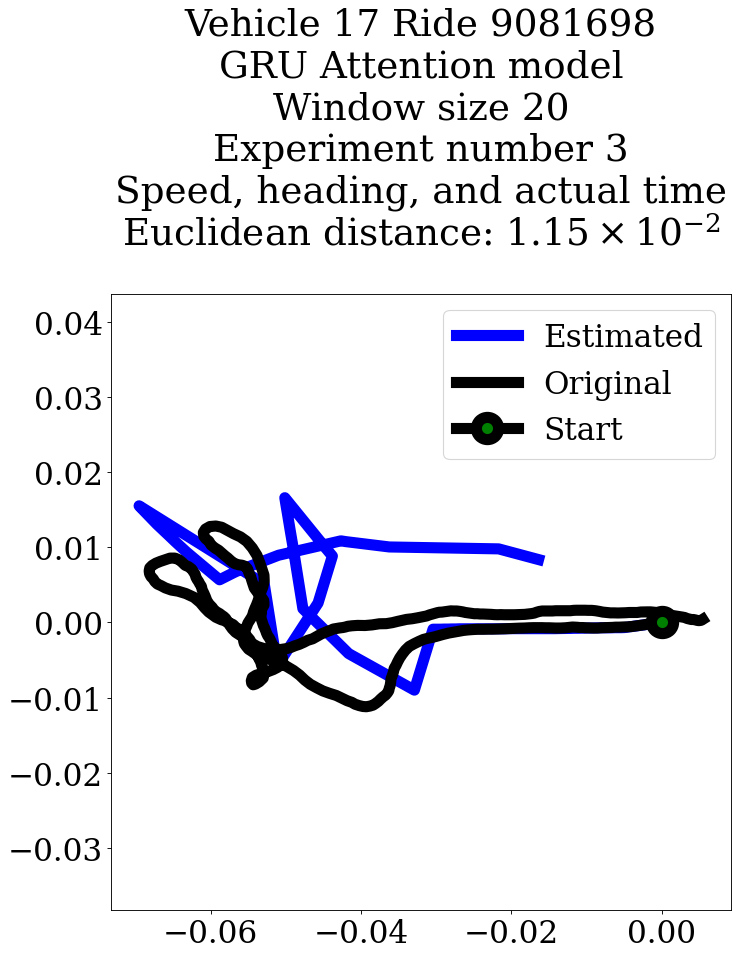 Vehicle 17 Ride 9081698
GRU Attention model
Window size 20
Experiment number 3
Speed, heading, and actual time
Euclidean distance: 1.15 × 10⁻²
Estimated
Original
Start
0.04
0.03
0.02
0.01
0.00
−0.01
−0.02
−0.03
−0.06
−0.04
−0.02
0.00